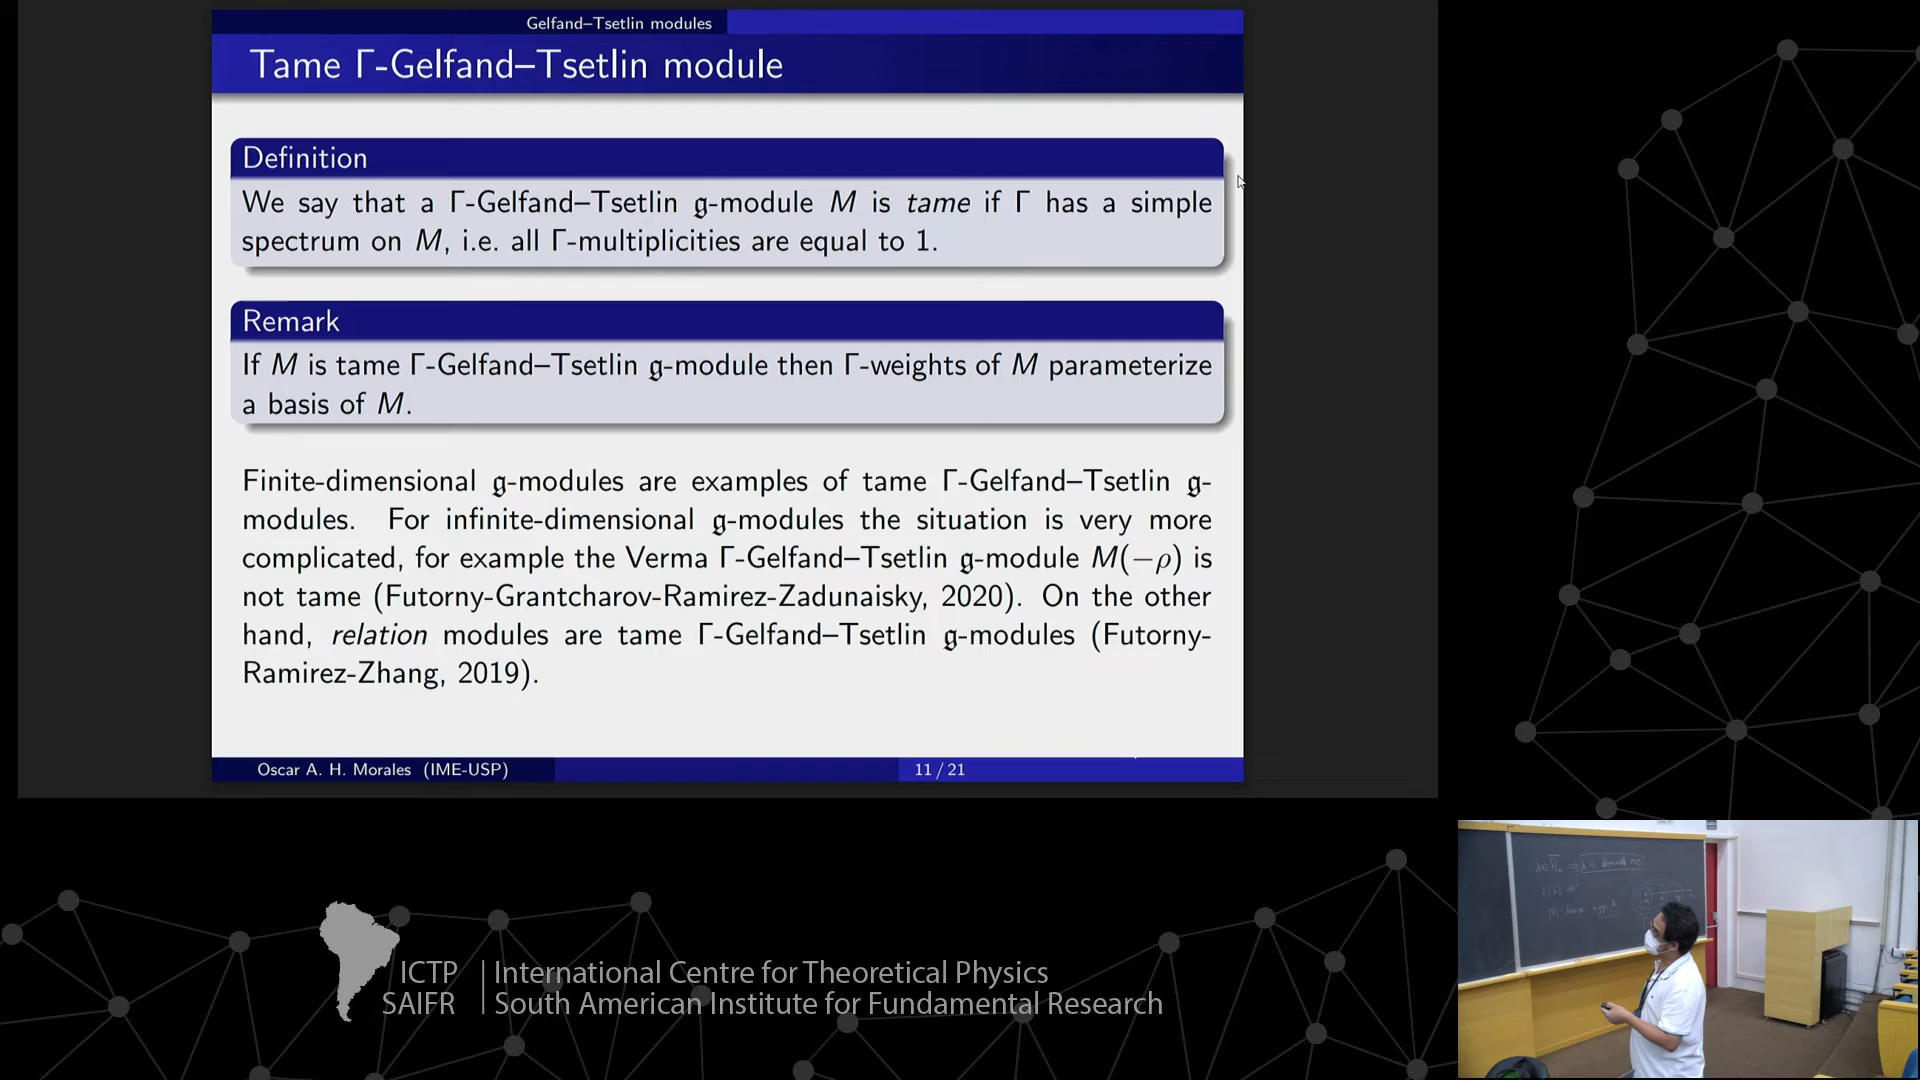 Gelfand–Tsetlin modules
Tame Γ-Gelfand–Tsetlin module
Definition
We say that a Γ-Gelfand–Tsetlin 𝔤-module M is tame if Γ has a simple
spectrum on M, i.e. all Γ-multiplicities are equal to 1.
Remark
If M is tame Γ-Gelfand–Tsetlin 𝔤-module then Γ-weights of M parameterize
a basis of M.
Finite-dimensional 𝔤-modules are examples of tame Γ-Gelfand–Tsetlin 𝔤-
modules. For infinite-dimensional 𝔤-modules the situation is very more
complicated, for example the Verma Γ-Gelfand–Tsetlin 𝔤-module M(−ρ) is
not tame (Futorny-Grantcharov-Ramirez-Zadunaisky, 2020). On the other
hand, relation modules are tame Γ-Gelfand–Tsetlin 𝔤-modules (Futorny-
Ramirez-Zhang, 2019).
Oscar A. H. Morales (IME-USP)
11 / 21
ICTP | International Centre for Theoretical Physics
SAIFR | South American Institute for Fundamental Research